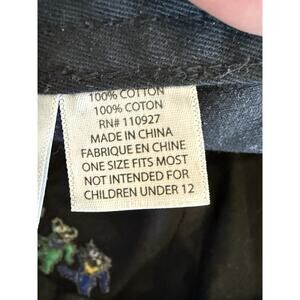 100% COTTON
100% COTON
RN# 110927
MADE IN CHINA
FABRIQUE EN CHINE
ONE SIZE FITS MOST
NOT INTENDED FOR
CHILDREN UNDER 12